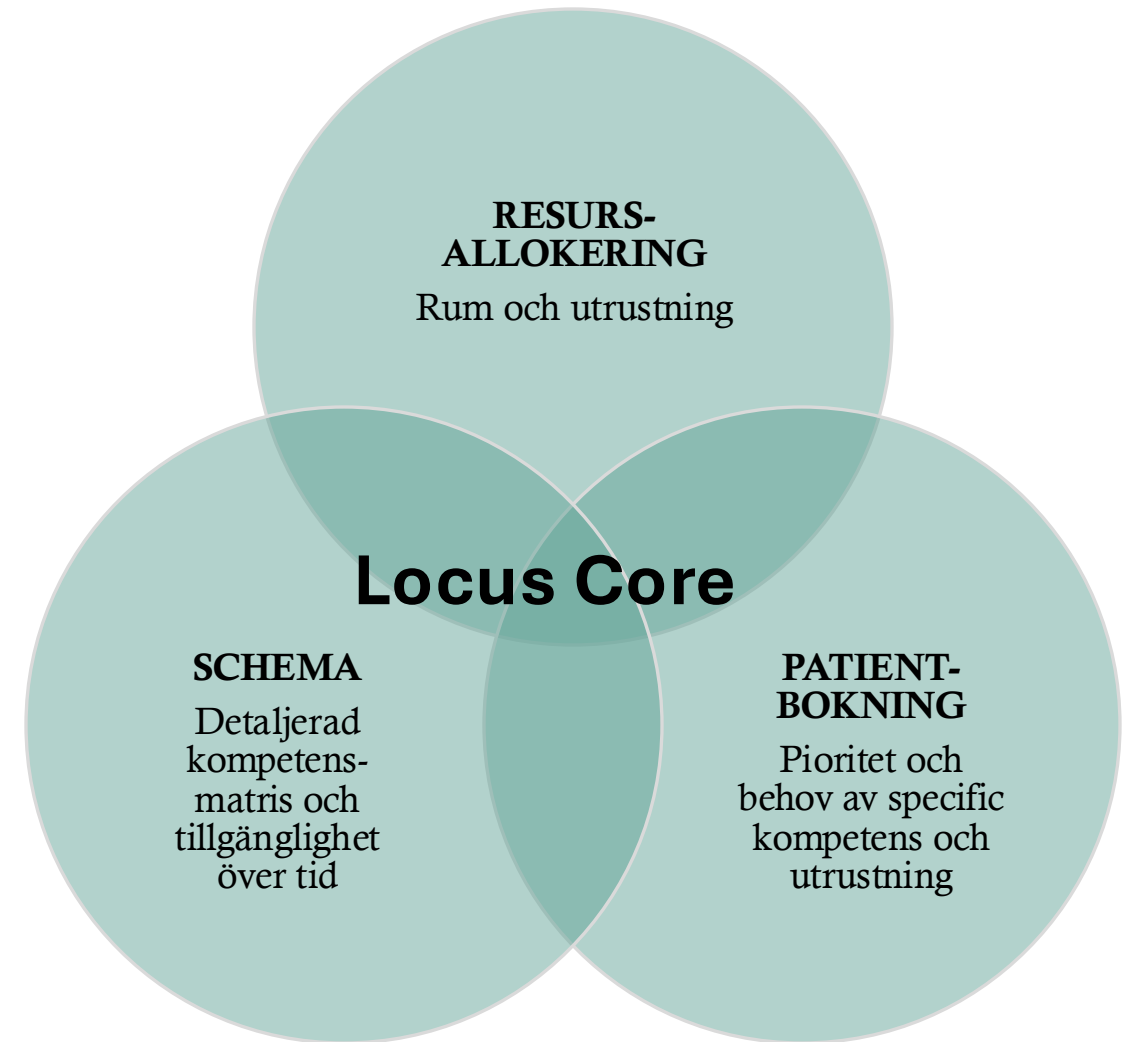 RESURS-
ALLOKERING
Rum och utrustning
Locus Core
SCHEMA
Detaljerad
kompetens-
matris och
tillgänglighet
över tid
PATIENT-
BOKNING
Pioritet och
behov av specific
kompetens och
utrustning